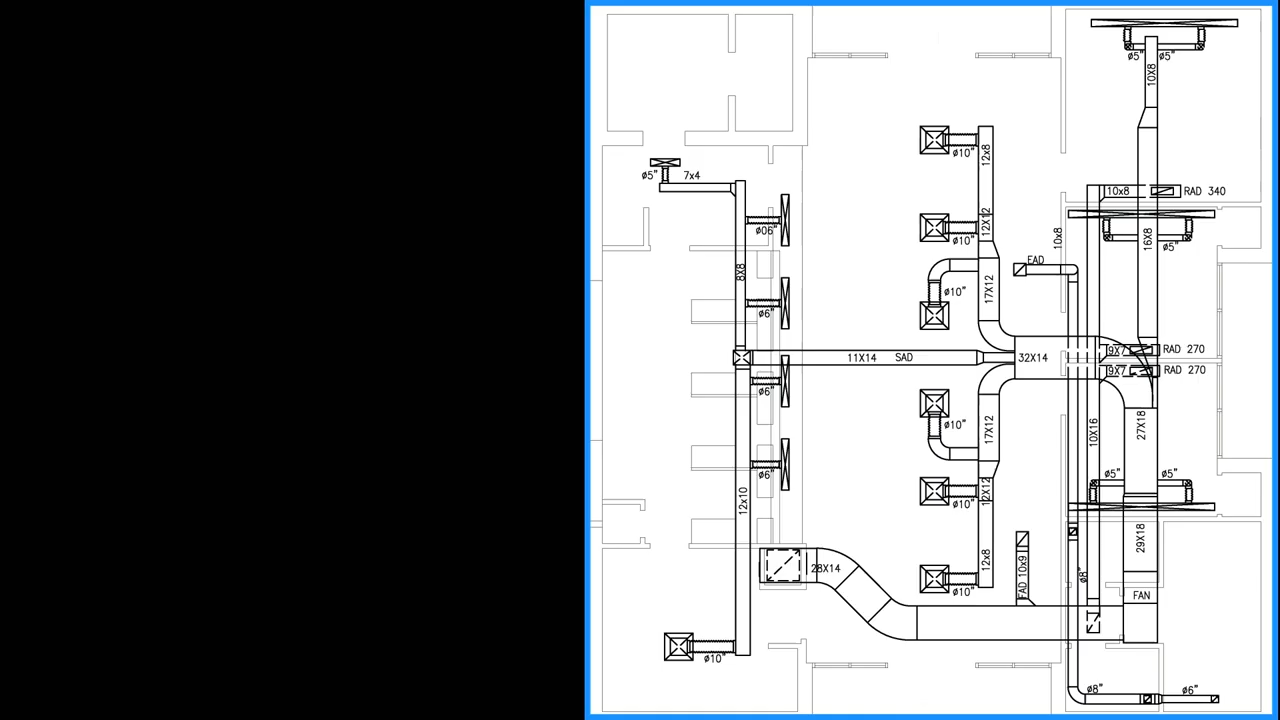 ø5" ø5"
10X8
ø10"
12x8
ø5" 7x4
10x8 RAD 340
ø06"
12X12
ø10"
10x8
16X8
ø5"
FAD
8X8
ø10"
17X12
ø6"
11X14 SAD
32X14
9X7 RAD 270
9X7 RAD 270
ø6"
ø10"
17X12
10X16
27X18
ø6"
ø5" ø5"
12X12
ø10"
12x10
29X18
28X14
12x8
FAD 10x9
ø8"
ø10"
FAN
ø10"
ø8" ø6"